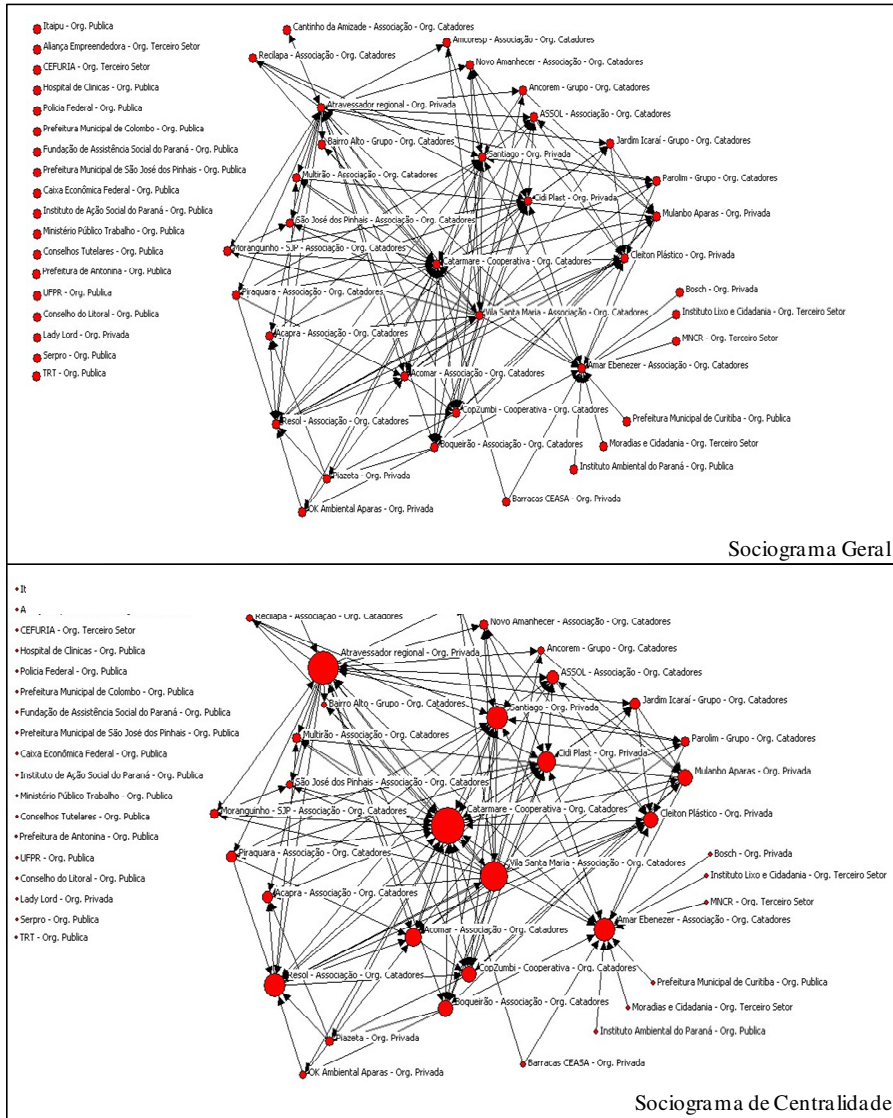 Itaipu - Org. Publica
Aliança Empreendedora - Org. Terceiro Setor
CEFURIA - Org. Terceiro Setor
Hospital de Clinicas - Org. Publica
Policia Federal - Org. Publica
Prefeitura Municipal de Colombo - Org. Publica
Fundação de Assistência Social do Paraná - Org. Publica
Prefeitura Municipal de São José dos Pinhais - Org. Publica
Caixa Econômica Federal - Org. Publica
Instituto de Ação Social do Paraná - Org. Publica
Ministério Público Trabalho - Org. Publica
Conselhos Tutelares - Org. Publica
Prefeitura de Antonina - Org. Publica
UFPR - Org. Publica
Conselho do Litoral - Org. Publica
Lady Lord - Org. Privada
Serpro - Org. Publica
TRT - Org. Publica
Cantinho da Amizade - Associação - Org. Catadores
Amcoresp - Associação - Org. Catadores
Recilapa - Associação - Org. Catadores
Novo Amanhecer - Associação - Org. Catadores
Ancorem - Grupo - Org. Catadores
Atravessador regional - Org. Privada
ASSOL - Associação - Org. Catadores
Bairro Alto - Grupo - Org. Catadores
Jardim Icaraí - Grupo - Org. Catadores
Santiago - Org. Privada
Multirão - Associação - Org. Catadores
Parolim - Grupo - Org. Catadores
Cidi Plast - Org. Privada
Mulanbo Aparas - Org. Privada
São José dos Pinhais - Associação - Org. Catadores
Moranguinho - SJP - Associação - Org. Catadores
Catarmare - Cooperativa - Org. Catadores
Cleiton Plástico - Org. Privada
Piraquara - Associação - Org. Catadores
Bosch - Org. Privada
Vila Santa Maria - Associação - Org. Catadores
Instituto Lixo e Cidadania - Org. Terceiro Setor
Acapra - Associação - Org. Catadores
MNCR - Org. Terceiro Setor
Amar Ebenezer - Associação - Org. Catadores
Acomar - Associação - Org. Catadores
CopZumbi - Cooperativa - Org. Catadores
Resol - Associação - Org. Catadores
Prefeitura Municipal de Curitiba - Org. Publica
Boqueirão - Associação - Org. Catadores
Moradias e Cidadania - Org. Terceiro Setor
Instituto Ambiental do Paraná - Org. Publica
Piazeta - Org. Privada
Barracas CEASA - Org. Privada
OK Ambiental Aparas - Org. Privada
Sociograma Geral
It
A
CEFURIA - Org. Terceiro Setor
Hospital de Clinicas - Org. Publica
Policia Federal - Org. Publica
Prefeitura Municipal de Colombo - Org. Publica
Fundação de Assistência Social do Paraná - Org. Publica
Prefeitura Municipal de São José dos Pinhais - Org. Publica
Caixa Econômica Federal - Org. Publica
Instituto de Ação Social do Paraná - Org. Publica
Ministério Público Trabalho - Org. Publica
Conselhos Tutelares - Org. Publica
Prefeitura de Antonina - Org. Publica
UFPR - Org. Publica
Conselho do Litoral - Org. Publica
Lady Lord - Org. Privada
Serpro - Org. Publica
TRT - Org. Publica
Recilapa - Associação - Org. Catadores
Novo Amanhecer - Associação - Org. Catadores
Ancorem - Grupo - Org. Catadores
Atravessador regional - Org. Privada
ASSOL - Associação - Org. Catadores
Bairro Alto - Grupo - Org. Catadores
Jardim Icaraí - Grupo - Org. Catadores
Santiago - Org. Privada
Multirão - Associação - Org. Catadores
Parolim - Grupo - Org. Catadores
Cidi Plast - Org. Privada
Mulanbo Aparas - Org. Privada
São José dos Pinhais - Associação - Org. Catadores
Moranguinho - SJP - Associação - Org. Catadores
Catarmare - Cooperativa - Org. Catadores
Cleiton Plástico - Org. Privada
Piraquara - Associação - Org. Catadores
Bosch - Org. Privada
Vila Santa Maria - Associação - Org. Catadores
Instituto Lixo e Cidadania - Org. Terceiro Setor
Acapra - Associação - Org. Catadores
MNCR - Org. Terceiro Setor
Amar Ebenezer - Associação - Org. Catadores
Acomar - Associação - Org. Catadores
CopZumbi - Cooperativa - Org. Catadores
Resol - Associação - Org. Catadores
Prefeitura Municipal de Curitiba - Org. Publica
Boqueirão - Associação - Org. Catadores
Moradias e Cidadania - Org. Terceiro Setor
Instituto Ambiental do Paraná - Org. Publica
Piazeta - Org. Privada
Barracas CEASA - Org. Privada
OK Ambiental Aparas - Org. Privada
Sociograma de Centralidade